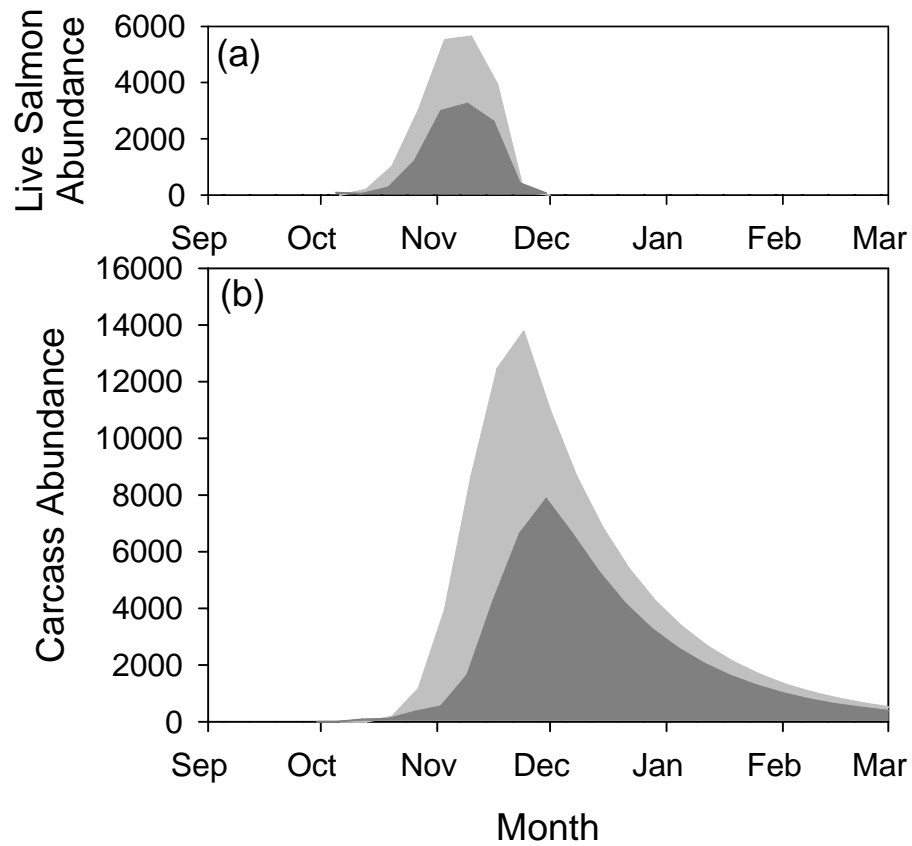 Live Salmon
Abundance
(a)
6000
4000
2000
0
Sep Oct Nov Dec Jan Feb Mar
Carcass Abundance
(b)
16000
14000
12000
10000
8000
6000
4000
2000
0
Sep Oct Nov Dec Jan Feb Mar
Month